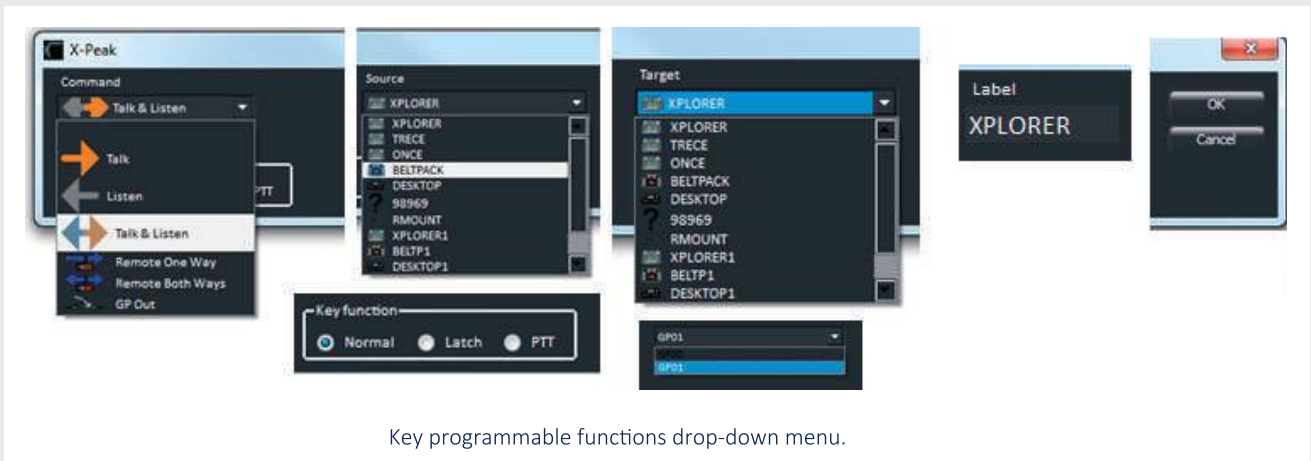 X-Peak
Command
Talk & Listen
Talk
Listen
Talk & Listen
Remote One Way
Remote Both Ways
GP Out
PTT
Source
XPLORER
XPLORER
TRECE
ONCE
BELTPACK
DESKTOP
98969
RMOUNT
XPLORER1
BELTP1
DESKTOP1
Key function
Normal Latch PTT
Target
XPLORER
XPLORER
TRECE
ONCE
BELTPACK
DESKTOP
98969
RMOUNT
XPLORER1
BELTP1
DESKTOP1
GPO1
GPO1
Label
XPLORER
OK
Cancel
Key programmable functions drop-down menu.